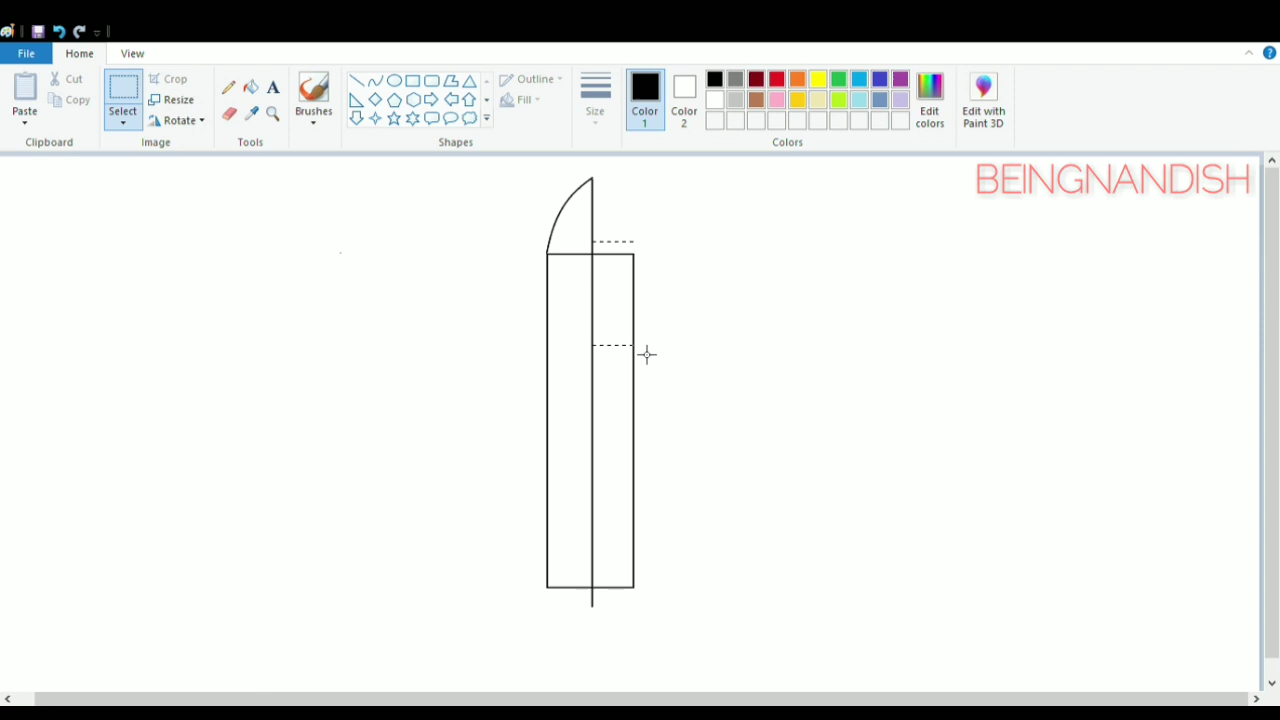 File Home View
Paste Cut Copy
Select Crop Resize Rotate
Brushes
Outline Fill
Size
Color 1
Color 2
Edit colors
Edit with Paint 3D
Clipboard Image Tools Shapes Colors
BEINGNANDISH